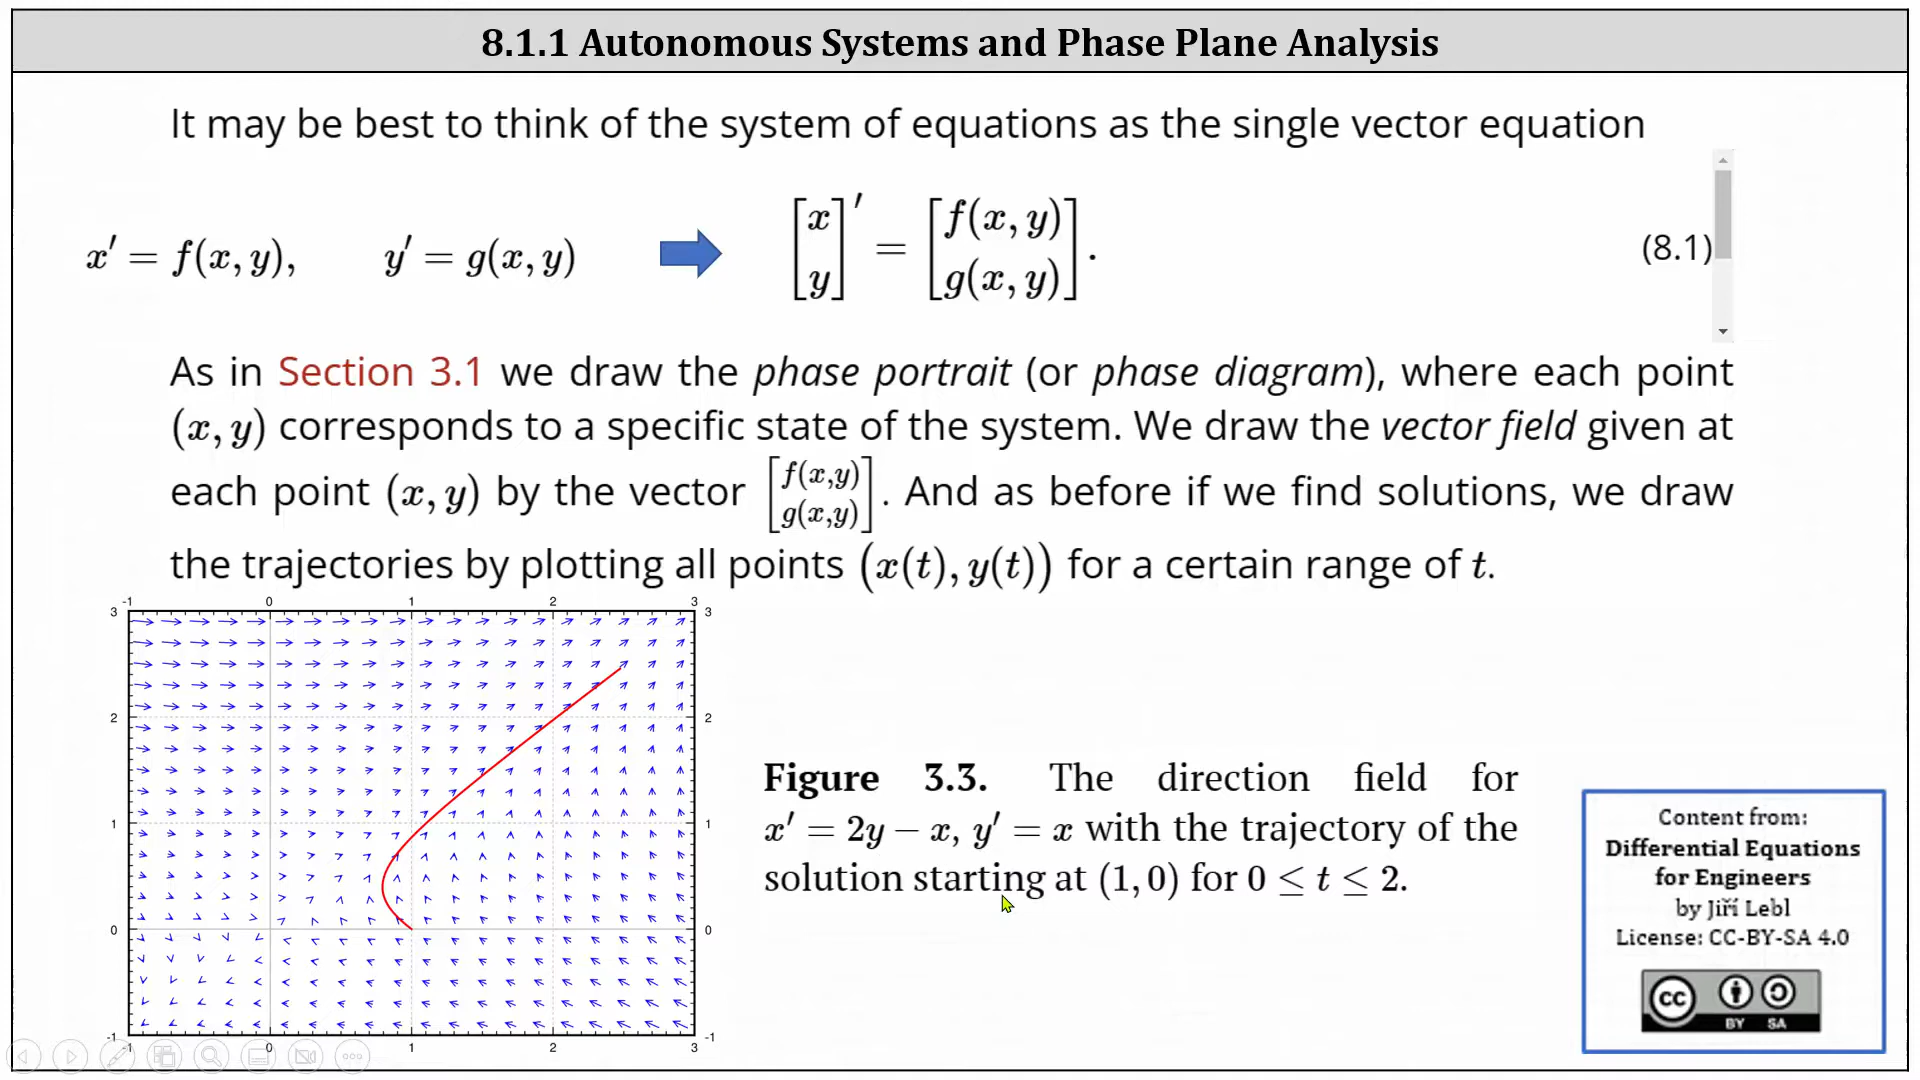 8.1.1 Autonomous Systems and Phase Plane Analysis
It may be best to think of the system of equations as the single vector equation
x′ = f(x, y), y′ = g(x, y) [x y]′ = [f(x, y) g(x, y)]. (8.1)
As in Section 3.1 we draw the phase portrait (or phase diagram), where each point
(x, y) corresponds to a specific state of the system. We draw the vector field given at
each point (x, y) by the vector [f(x,y) g(x,y)]. And as before if we find solutions, we draw
the trajectories by plotting all points (x(t), y(t)) for a certain range of t.
-1 0 1 2 3
3 3
2 2
1 1
0 0
-1 -1
-1 0 1 2 3
Figure 3.3. The direction field for
x′ = 2y − x, y′ = x with the trajectory of the
solution starting at (1, 0) for 0 ≤ t ≤ 2.
Content from:
Differential Equations
for Engineers
by Jiří Lebl
License: CC-BY-SA 4.0
cc
BY SA